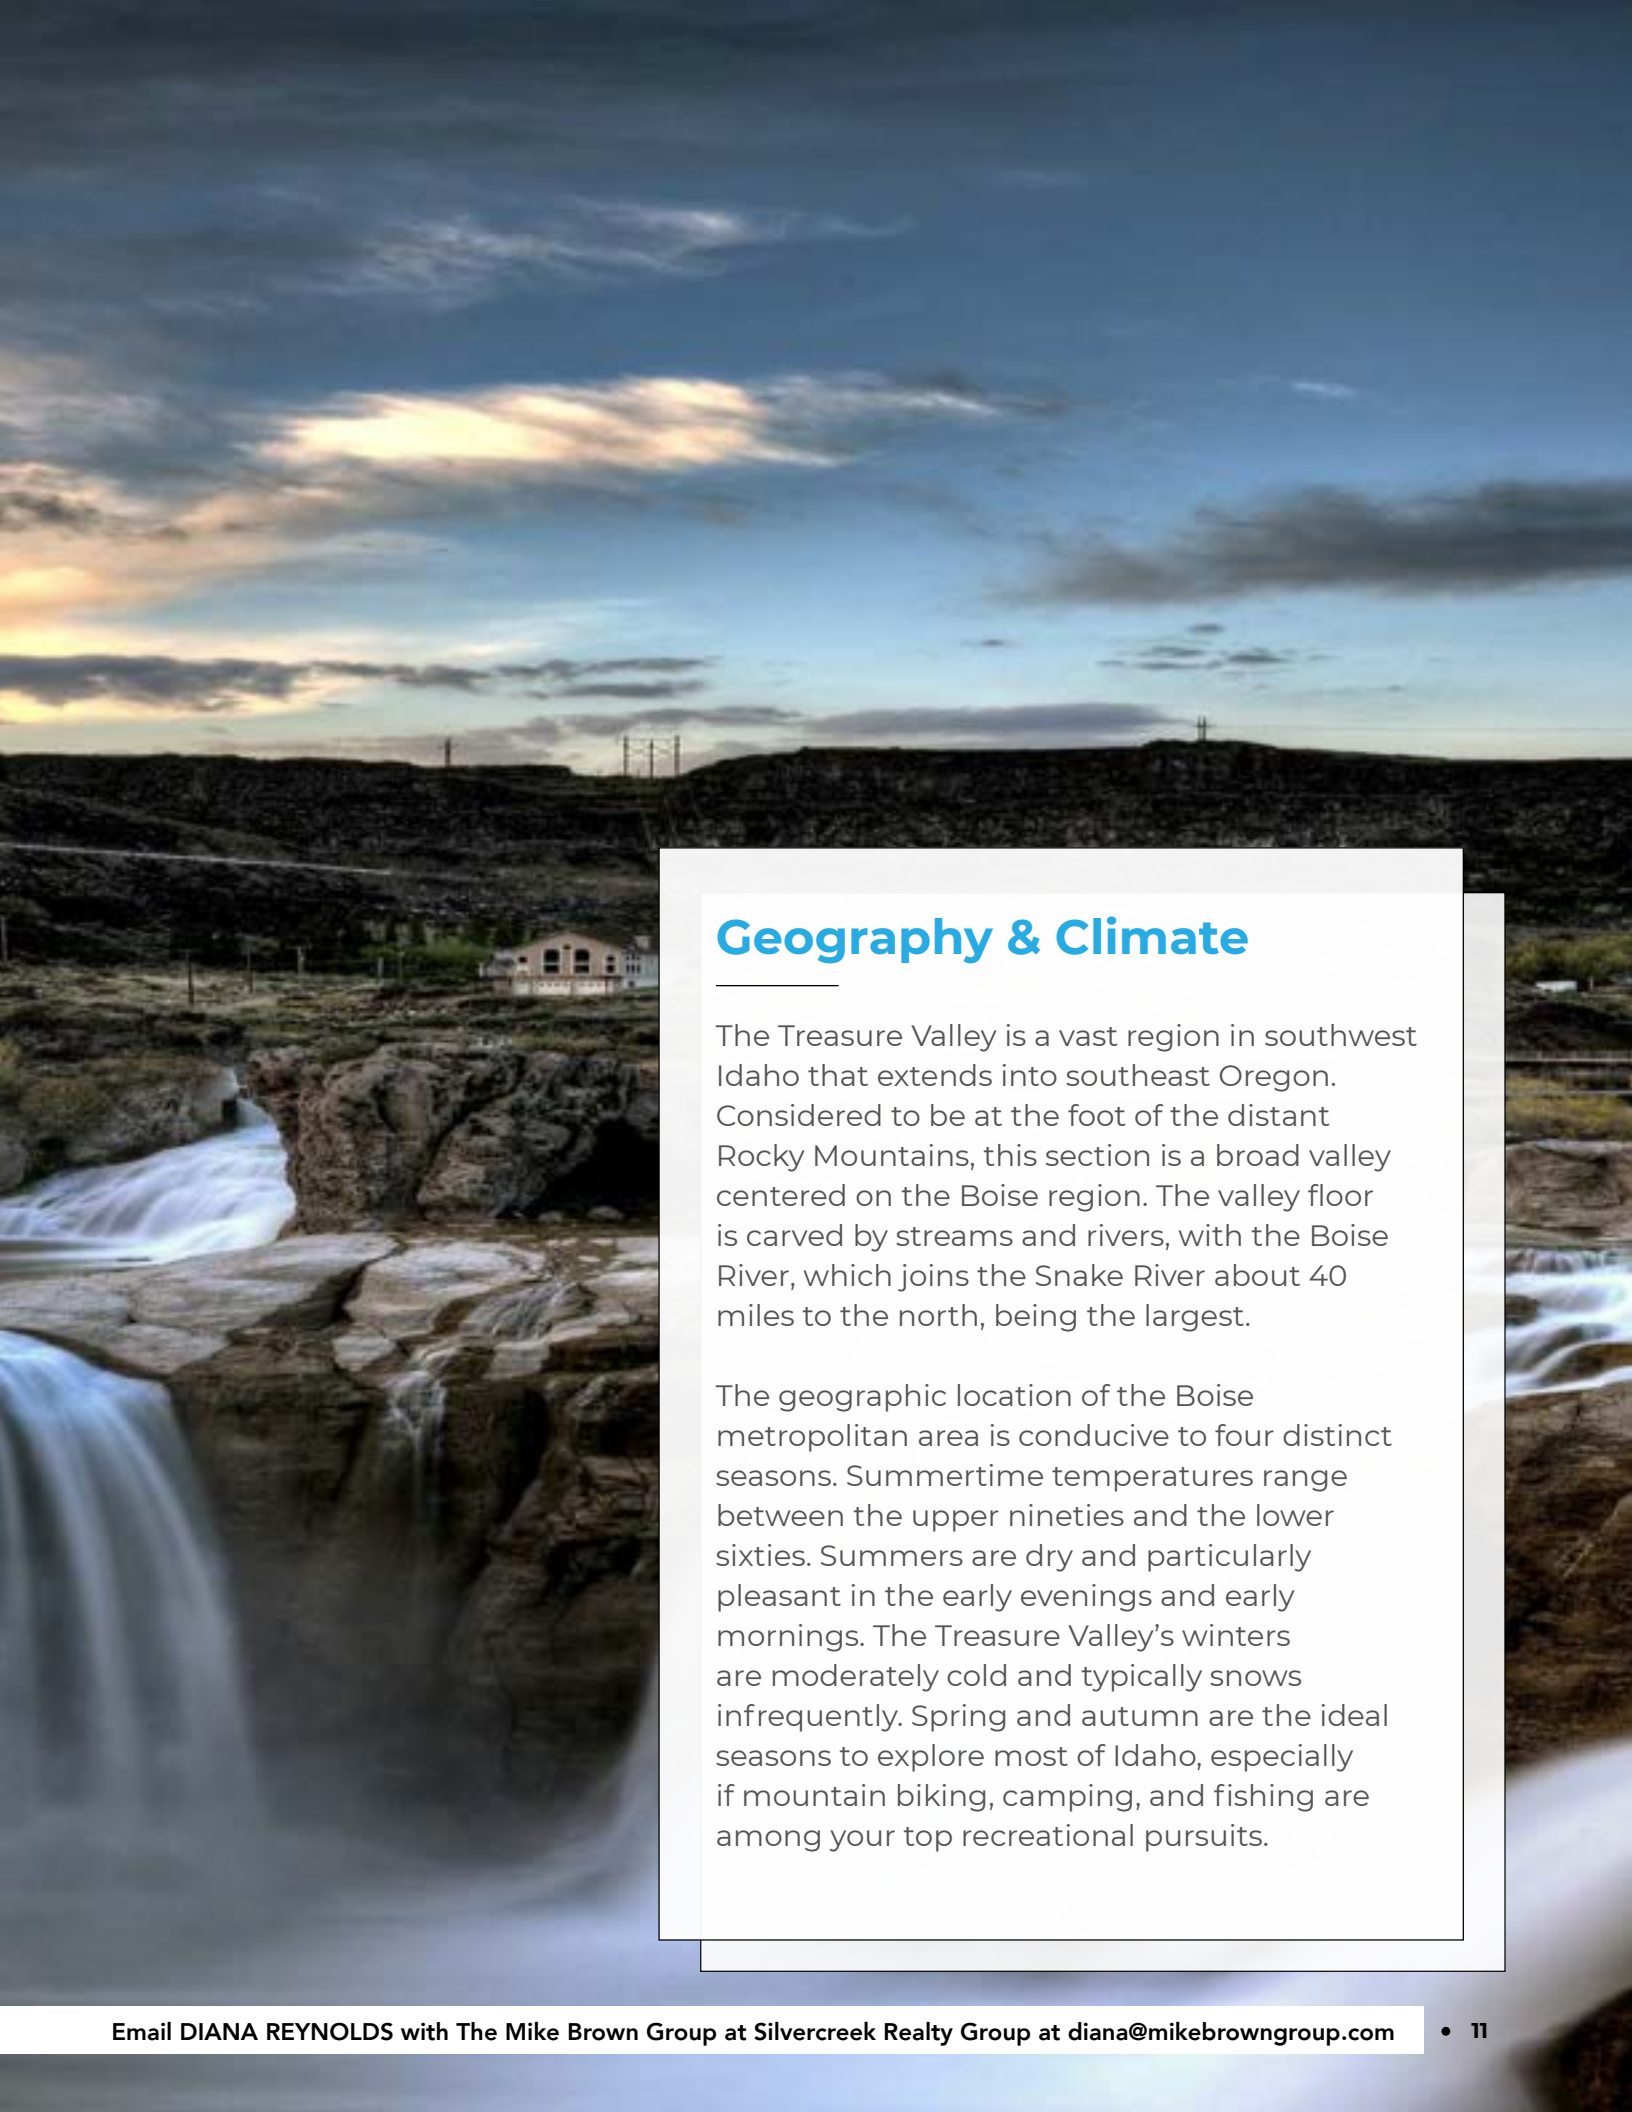 Geography & Climate
The Treasure Valley is a vast region in southwest
Idaho that extends into southeast Oregon.
Considered to be at the foot of the distant
Rocky Mountains, this section is a broad valley
centered on the Boise region. The valley floor
is carved by streams and rivers, with the Boise
River, which joins the Snake River about 40
miles to the north, being the largest.
The geographic location of the Boise
metropolitan area is conducive to four distinct
seasons. Summertime temperatures range
between the upper nineties and the lower
sixties. Summers are dry and particularly
pleasant in the early evenings and early
mornings. The Treasure Valley’s winters
are moderately cold and typically snows
infrequently. Spring and autumn are the ideal
seasons to explore most of Idaho, especially
if mountain biking, camping, and fishing are
among your top recreational pursuits.
Email DIANA REYNOLDS with The Mike Brown Group at Silvercreek Realty Group at diana@mikebrowngroup.com • 11